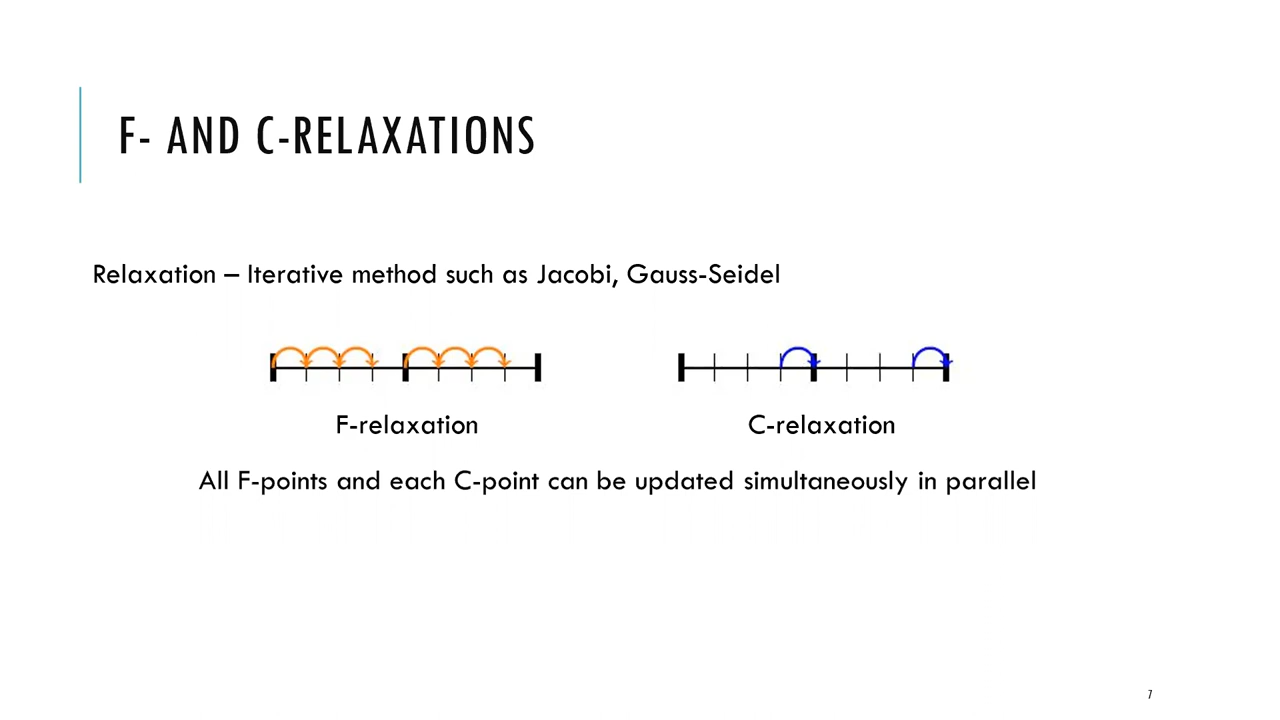 F- AND C-RELAXATIONS
Relaxation – Iterative method such as Jacobi, Gauss-Seidel
F-relaxation
C-relaxation
All F-points and each C-point can be updated simultaneously in parallel
7